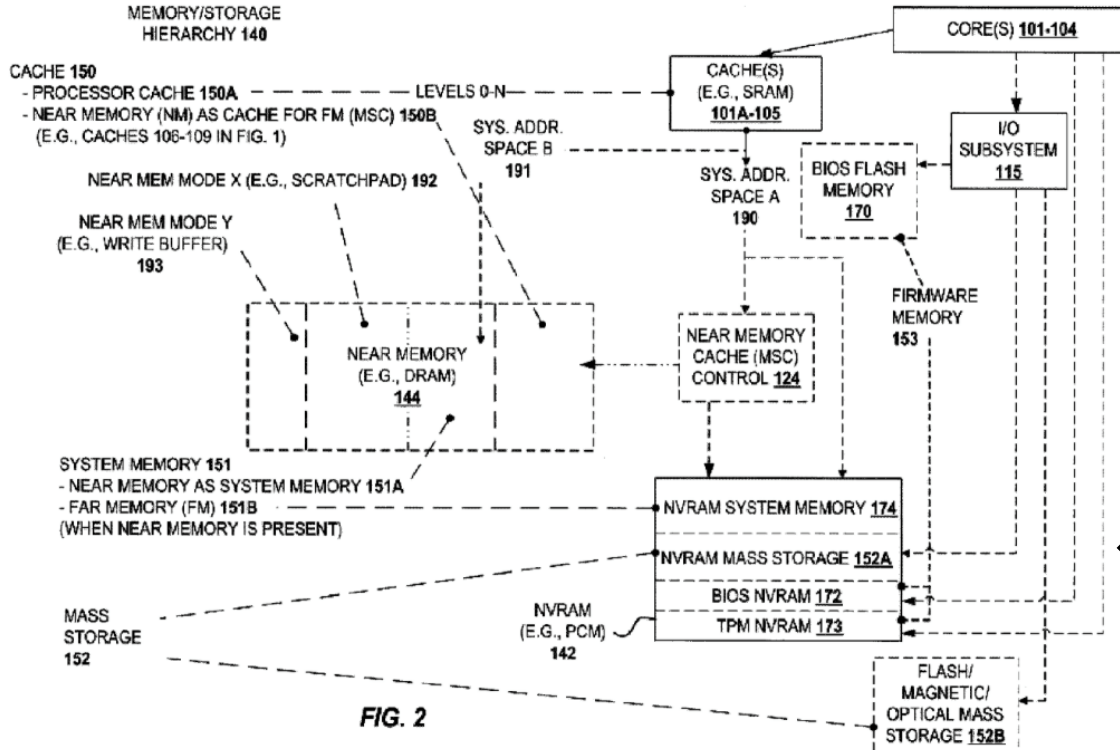 MEMORY/STORAGE
HIERARCHY 140
CORE(S) 101-104
CACHE 150
- PROCESSOR CACHE 150A
- NEAR MEMORY (NM) AS CACHE FOR FM (MSC) 150B
(E.G., CACHES 106-109 IN FIG. 1)
LEVELS 0-N
CACHE(S)
(E.G., SRAM)
101A-105
SYS. ADDR.
SPACE B
191
SYS. ADDR.
SPACE A
190
I/O
SUBSYSTEM
115
BIOS FLASH
MEMORY
170
NEAR MEM MODE X (E.G., SCRATCHPAD) 192
NEAR MEM MODE Y
(E.G., WRITE BUFFER)
193
FIRMWARE
MEMORY
153
NEAR MEMORY
(E.G., DRAM)
144
NEAR MEMORY
CACHE (MSC)
CONTROL 124
SYSTEM MEMORY 151
- NEAR MEMORY AS SYSTEM MEMORY 151A
- FAR MEMORY (FM) 151B
(WHEN NEAR MEMORY IS PRESENT)
NVRAM SYSTEM MEMORY 174
NVRAM MASS STORAGE 152A
BIOS NVRAM 172
TPM NVRAM 173
MASS
STORAGE
152
NVRAM
(E.G., PCM)
142
FLASH/
MAGNETIC/
OPTICAL MASS
STORAGE 152B
FIG. 2